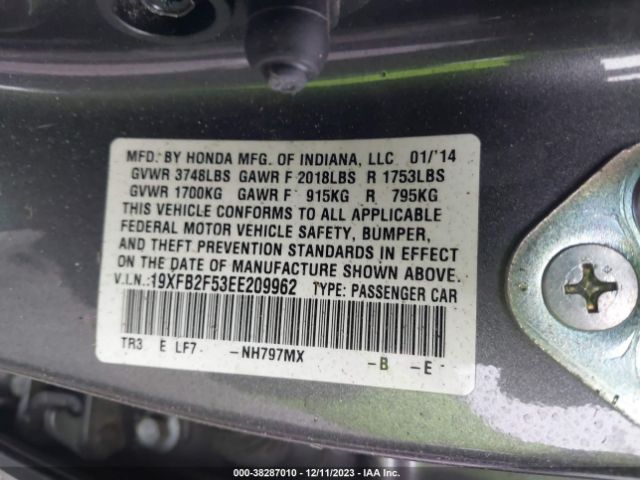 MFD. BY HONDA MFG. OF INDIANA, LLC 01/'14
GVWR 3748LBS GAWR F 2018LBS R 1753LBS
GVWR 1700KG GAWR F 915KG R 795KG
THIS VEHICLE CONFORMS TO ALL APPLICABLE
FEDERAL MOTOR VEHICLE SAFETY, BUMPER,
AND THEFT PREVENTION STANDARDS IN EFFECT
ON THE DATE OF MANUFACTURE SHOWN ABOVE.
V.I.N.:19XFB2F53EE209962 TYPE: PASSENGER CAR
TR3 E LF7 -NH797MX -B -E
000-38287010 - 12/11/2023 - IAA Inc.